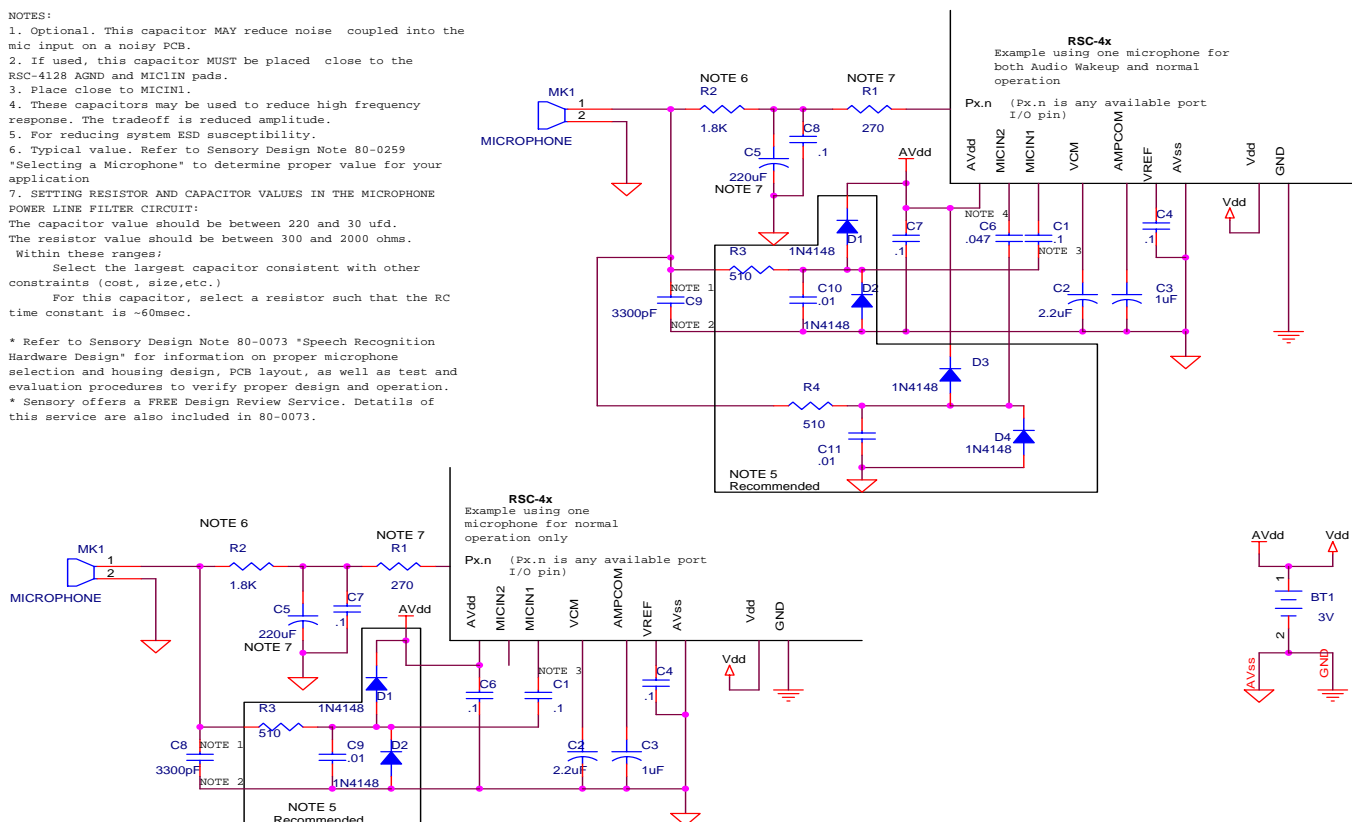 NOTES:
1. Optional. This capacitor MAY reduce noise coupled into the
mic input on a noisy PCB.
2. If used, this capacitor MUST be placed close to the
RSC-4128 AGND and MIC1IN pads.
3. Place close to MICIN1.
4. These capacitors may be used to reduce high frequency
response. The tradeoff is reduced amplitude.
5. For reducing system ESD susceptibility.
6. Typical value. Refer to Sensory Design Note 80-0259
"Selecting a Microphone" to determine proper value for your
application
7. SETTING RESISTOR AND CAPACITOR VALUES IN THE MICROPHONE
POWER LINE FILTER CIRCUIT:
The capacitor value should be between 220 and 30 ufd.
The resistor value should be between 300 and 2000 ohms.
Within these ranges;
Select the largest capacitor consistent with other
constraints (cost, size,etc.)
For this capacitor, select a resistor such that the RC
time constant is ~60msec.
* Refer to Sensory Design Note 80-0073 "Speech Recognition
Hardware Design" for information on proper microphone
selection and housing design, PCB layout, as well as test and
evaluation procedures to verify proper design and operation.
* Sensory offers a FREE Design Review Service. Detatils of
this service are also included in 80-0073.
RSC-4x
Example using one microphone for
both Audio Wakeup and normal
operation
Px.n (Px.n is any available port
I/O pin)
NOTE 6
NOTE 7
MK1
1
2
MICROPHONE
R2
1.8K
R1
270
C5
220uF
NOTE 7
C8
.1
AVdd
AVdd
MICIN2
MICIN1
VCM
AMPCOM
VREF
AVss
Vdd
GND
Vdd
D1
1N4148
C7
.1
NOTE 4
C6
.047
C1
.1
NOTE 3
C4
.1
R3
510
NOTE 1
C9
3300pF
NOTE 2
C10
.01
D2
1N4148
C2
2.2uF
C3
1uF
D3
1N4148
R4
510
C11
.01
D4
1N4148
NOTE 5
Recommended
RSC-4x
Example using one
microphone for normal
operation only
Px.n (Px.n is any available port
I/O pin)
NOTE 6
NOTE 7
MK1
1
2
MICROPHONE
R2
1.8K
R1
270
C5
220uF
NOTE 7
C7
.1
AVdd
AVdd
MICIN2
MICIN1
VCM
AMPCOM
VREF
AVss
Vdd
GND
Vdd
D1
1N4148
C6
.1
NOTE 3
C1
.1
C4
.1
R3
510
C8
NOTE 1
3300pF
NOTE 2
C9
.01
D2
1N4148
C2
2.2uF
C3
1uF
NOTE 5
Recommended
AVdd
Vdd
1
BT1
3V
2
AVss
GND